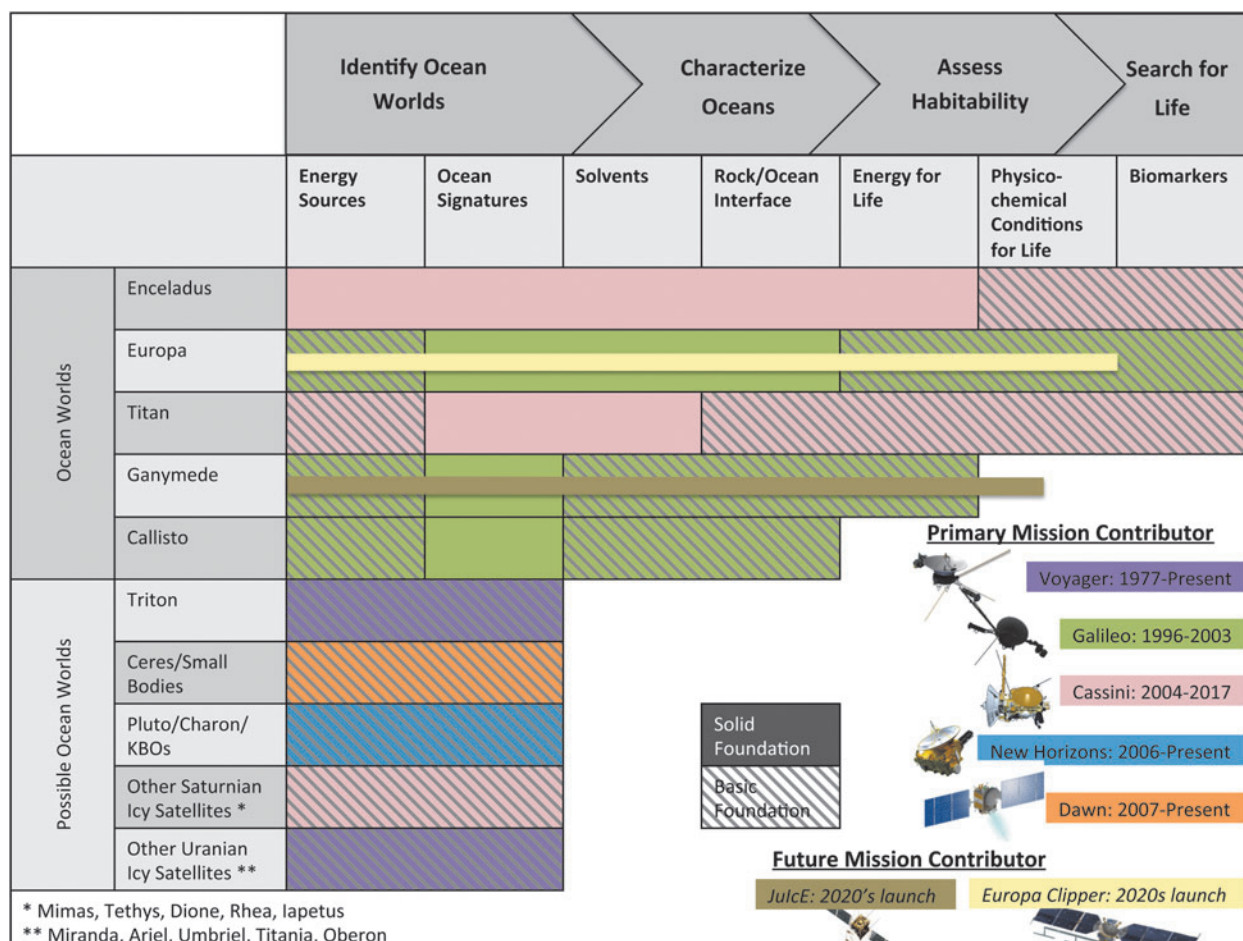 Identify Ocean
Worlds
Characterize
Oceans
Assess
Habitability
Search for
Life
Energy
Sources
Ocean
Signatures
Solvents
Rock/Ocean
Interface
Energy for
Life
Physico-
chemical
Conditions
for Life
Biomarkers
Ocean Worlds
Enceladus
Europa
Titan
Ganymede
Callisto
Possible Ocean Worlds
Triton
Ceres/Small
Bodies
Pluto/Charon/
KBOs
Other Saturnian
Icy Satellites *
Other Uranian
Icy Satellites **
Solid
Foundation
Basic
Foundation
Primary Mission Contributor
Voyager: 1977-Present
Galileo: 1996-2003
Cassini: 2004-2017
New Horizons: 2006-Present
Dawn: 2007-Present
Future Mission Contributor
JuIcE: 2020's launch
Europa Clipper: 2020s launch
* Mimas, Tethys, Dione, Rhea, Iapetus
** Miranda, Ariel, Umbriel, Titania, Oberon